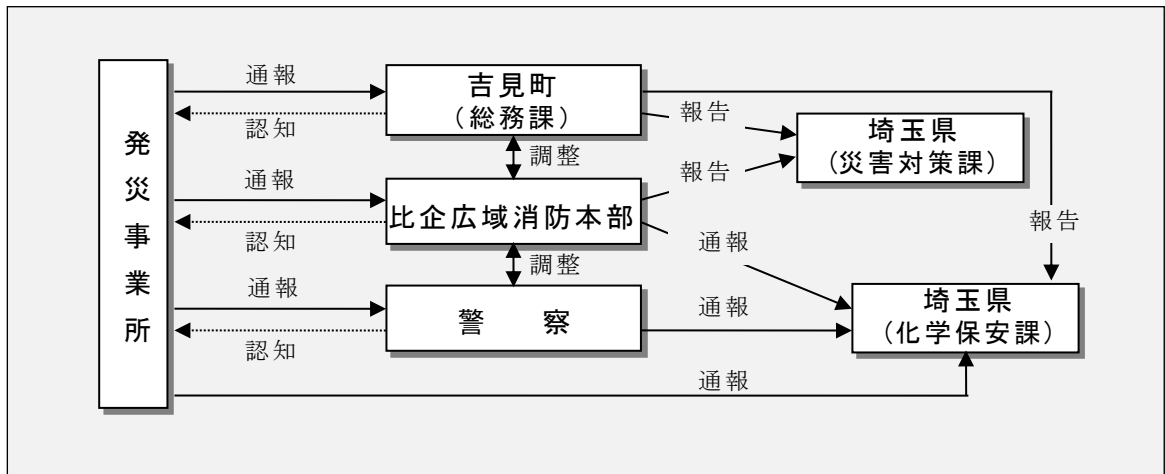 発災事業所
通報
認知
吉見町
（総務課）
報告
調整
埼玉県
（災害対策課）
通報
認知
比企広域消防本部
報告
通報
報告
調整
通報
認知
警　察
通報
埼玉県
（化学保安課）
通報